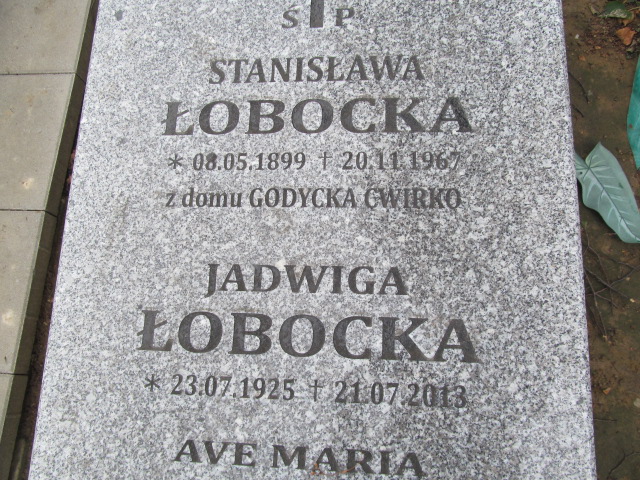 Ś P
STANISŁAWA
ŁOBOCKA
* 08.05.1899 † 20.11.1967
z domu GODYCKA ĆWIRKO
JADWIGA
ŁOBOCKA
* 23.07.1925 † 21.07.2013
AVE MARIA